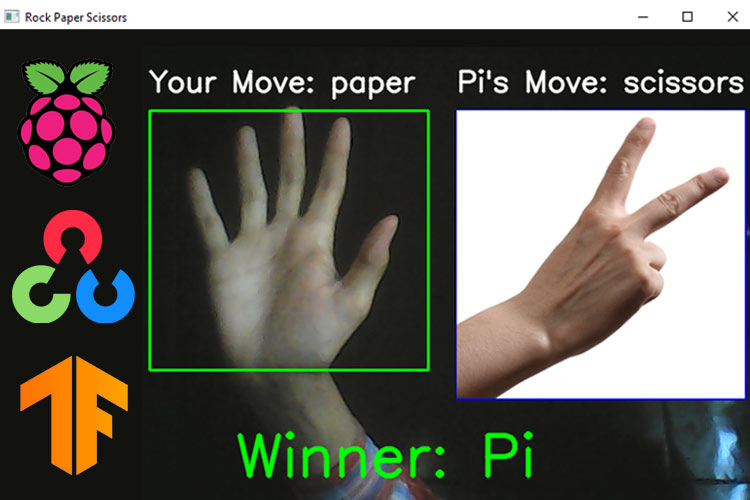 Rock Paper Scissors
Your Move: paper
Pi's Move: scissors
Winner: Pi